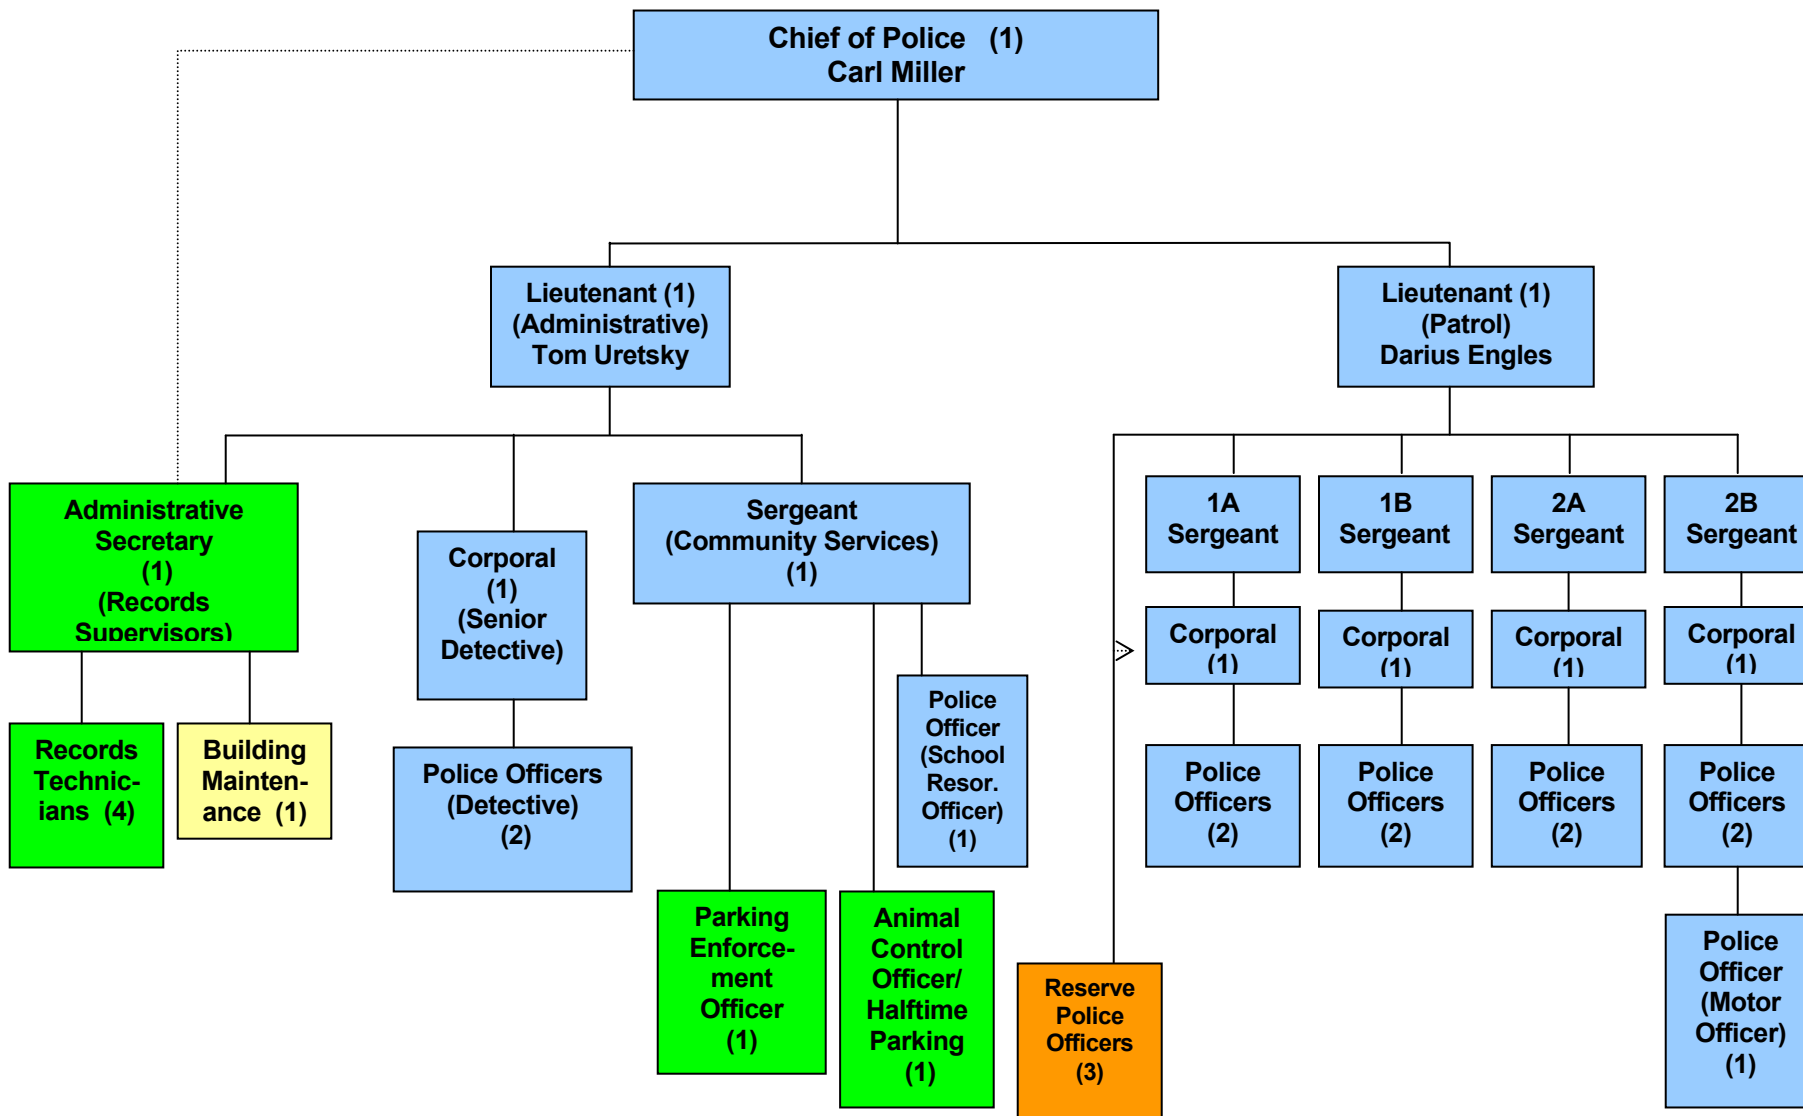 Chief of Police (1)
Carl Miller
Lieutenant (1)
(Administrative)
Tom Uretsky
Lieutenant (1)
(Patrol)
Darius Engles
Administrative
Secretary
(1)
(Records
Supervisors)
Corporal
(1)
(Senior
Detective)
Sergeant
(Community Services)
(1)
1A
Sergeant
1B
Sergeant
2A
Sergeant
2B
Sergeant
Corporal
(1)
Corporal
(1)
Corporal
(1)
Corporal
(1)
Records
Technic-
ians (4)
Building
Mainten-
ance (1)
Police Officers
(Detective)
(2)
Police
Officer
(School
Resor.
Officer)
(1)
Police
Officers
(2)
Police
Officers
(2)
Police
Officers
(2)
Police
Officers
(2)
Parking
Enforce-
ment
Officer
(1)
Animal
Control
Officer/
Halftime
Parking
(1)
Reserve
Police
Officers
(3)
Police
Officer
(Motor
Officer)
(1)